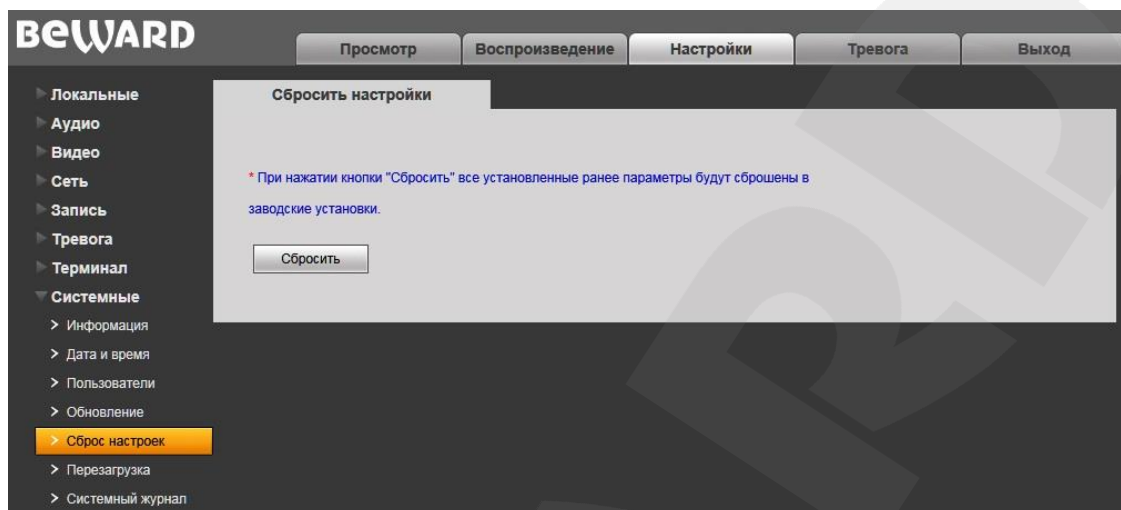 BEWARD
Просмотр
Воспроизведение
Настройки
Тревога
Выход
Локальные
Аудио
Видео
Сеть
Запись
Тревога
Терминал
Системные
Информация
Дата и время
Пользователи
Обновление
Сброс настроек
Перезагрузка
Системный журнал
Сбросить настройки
* При нажатии кнопки "Сбросить" все установленные ранее параметры будут сброшены в
заводские установки.
Сбросить